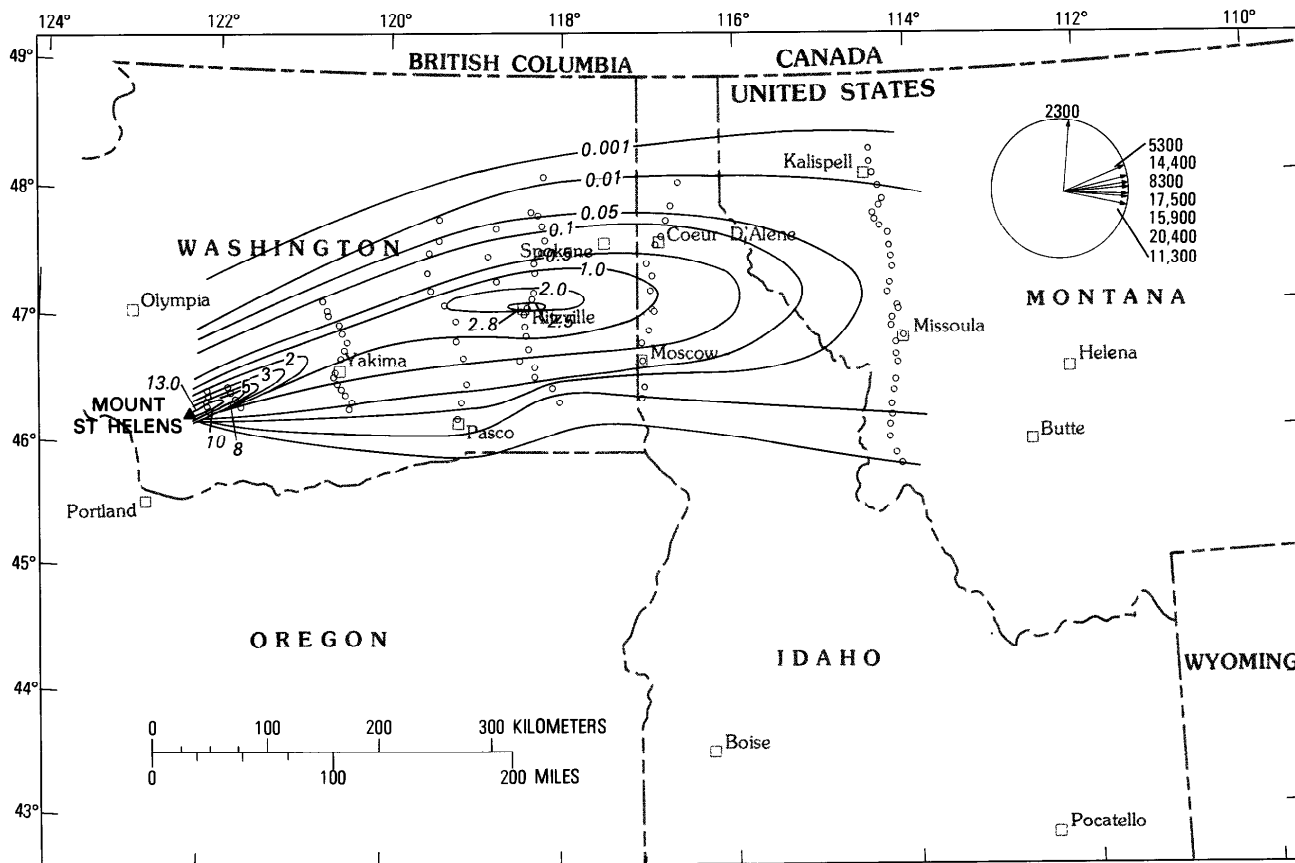 124° 122° 120° 118° 116° 114° 112° 110°
49°
BRITISH COLUMBIA CANADA
UNITED STATES
2300
5300
14,400
8300
17,500
15,900
20,400
11,300
0.001
Kalispell
48°
0.01
0.05
0.1
WASHINGTON
Spokane
Coeur D'Alene
0.5
1.0
2.0
MONTANA
Olympia
47°
2.8 Ritzville
2.5
Missoula
Yakima
Moscow
Helena
2
3
5
13.0
MOUNT
ST HELENS
10
8
46°
Pasco
Butte
Portland
45°
OREGON
IDAHO
WYOMING
44°
0 100 200 300 KILOMETERS
0 100 200 MILES
Boise
43°
Pocatello